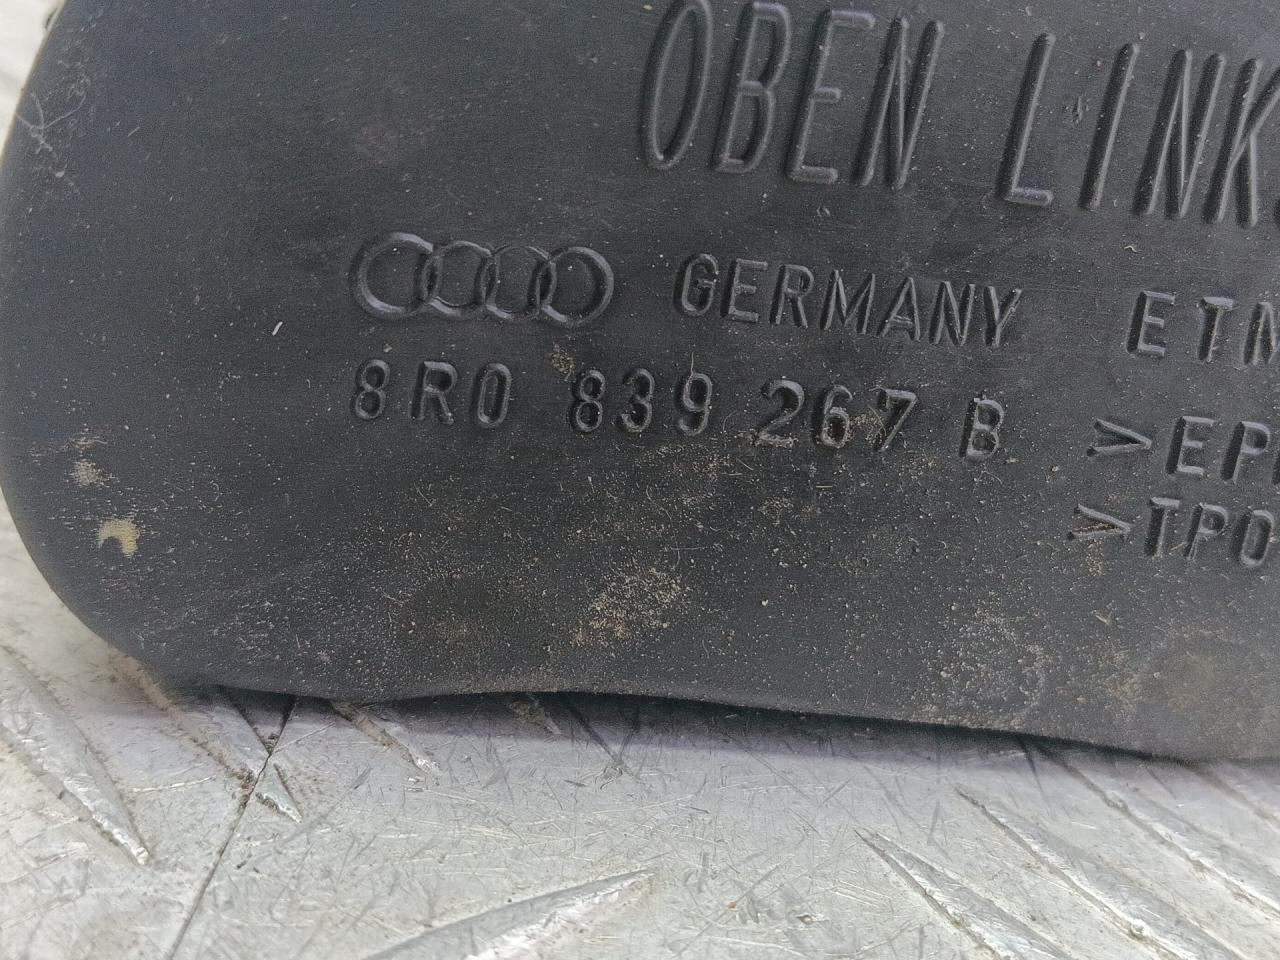 OBEN LINK
GERMANY ETM
8R0 839 267 B >EP
>TPO